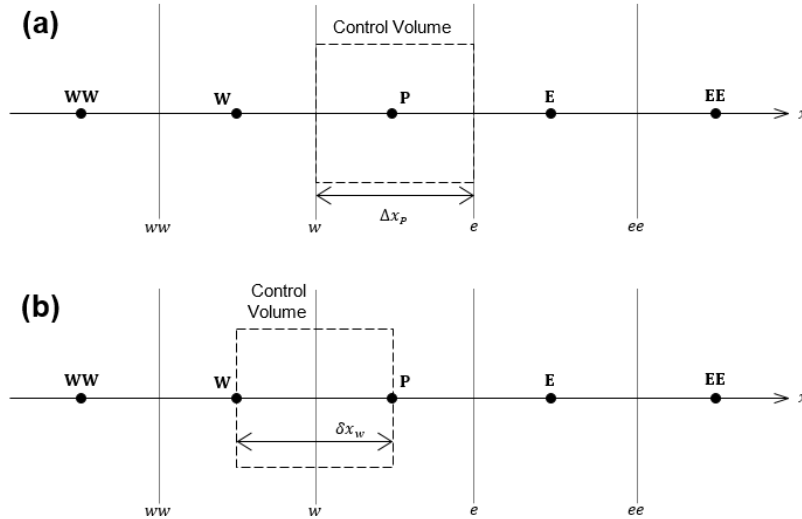 (a)
Control Volume
WW W P E EE
x
Δx_P
ww w e ee
(b)
Control
Volume
WW W P E EE
x
δx_w
ww w e ee